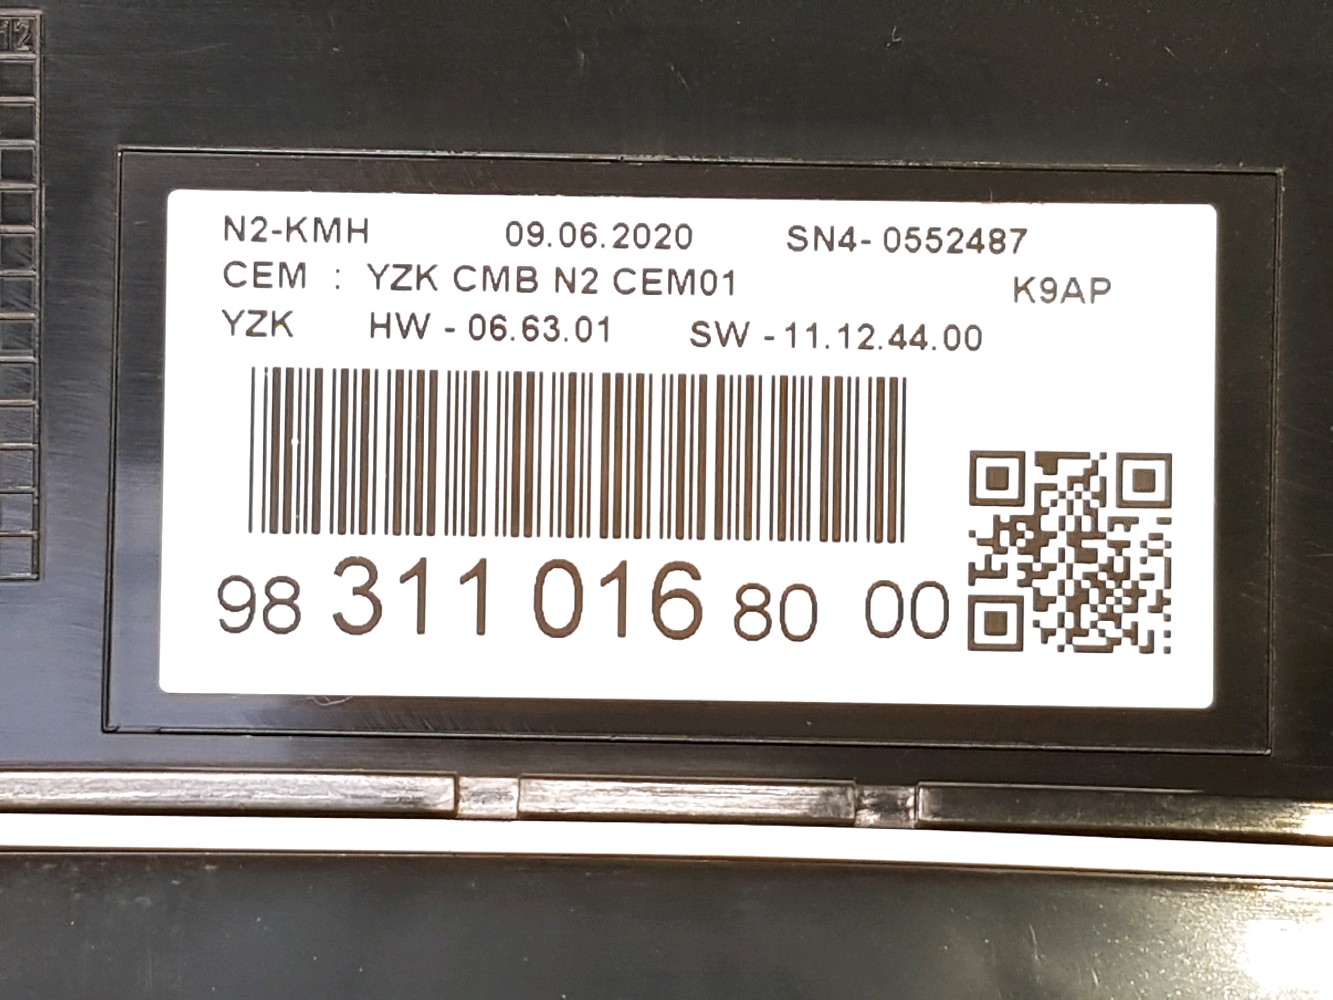 12
N2-KMH 09.06.2020 SN4- 0552487
CEM : YZK CMB N2 CEM01 K9AP
YZK HW - 06.63.01 SW - 11.12.44.00
98 311 016 80 00